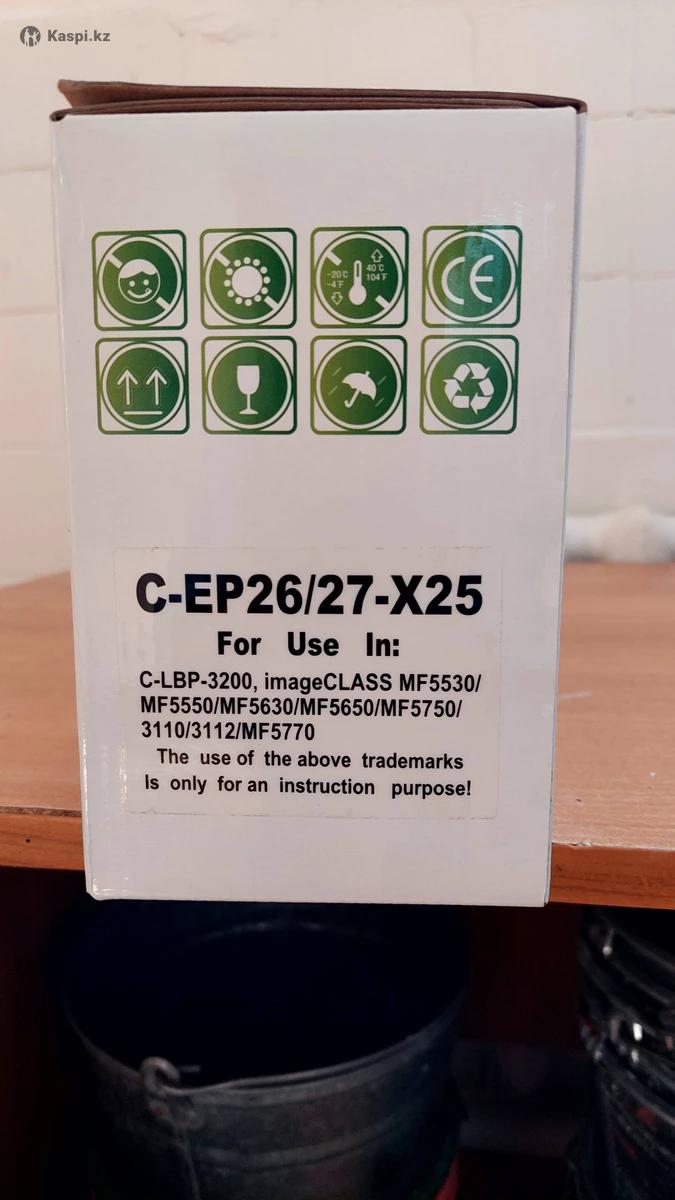 Kaspi.kz
-20°C
-4°F
40°C
104°F
CE
C-EP26/27-X25
For Use In:
C-LBP-3200, imageCLASS MF5530/
MF5550/MF5630/MF5650/MF5750/
3110/3112/MF5770
The use of the above trademarks
Is only for an instruction purpose!